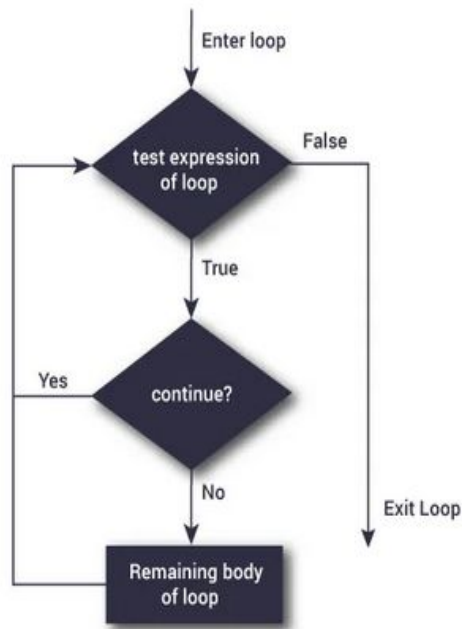 Enter loop
test expression
of loop
False
True
continue?
Yes
No
Exit Loop
Remaining body
of loop